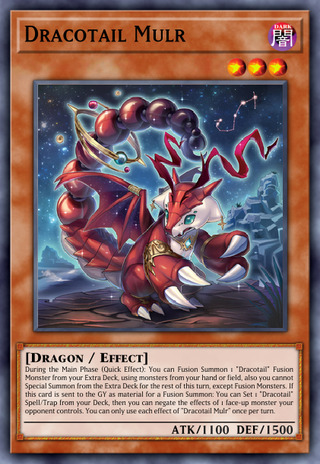 Dracotail Mulr
DARK
闇
[Dragon / Effect]
During the Main Phase (Quick Effect): You can Fusion Summon 1 "Dracotail" Fusion
Monster from your Extra Deck, using monsters from your hand or field, also you cannot
Special Summon from the Extra Deck for the rest of this turn, except Fusion Monsters. If
this card is sent to the GY as material for a Fusion Summon: You can Set 1 "Dracotail"
Spell/Trap from your Deck, then you can negate the effects of 1 face-up monster your
opponent controls. You can only use each effect of "Dracotail Mulr" once per turn.
ATK/1100 DEF/1500